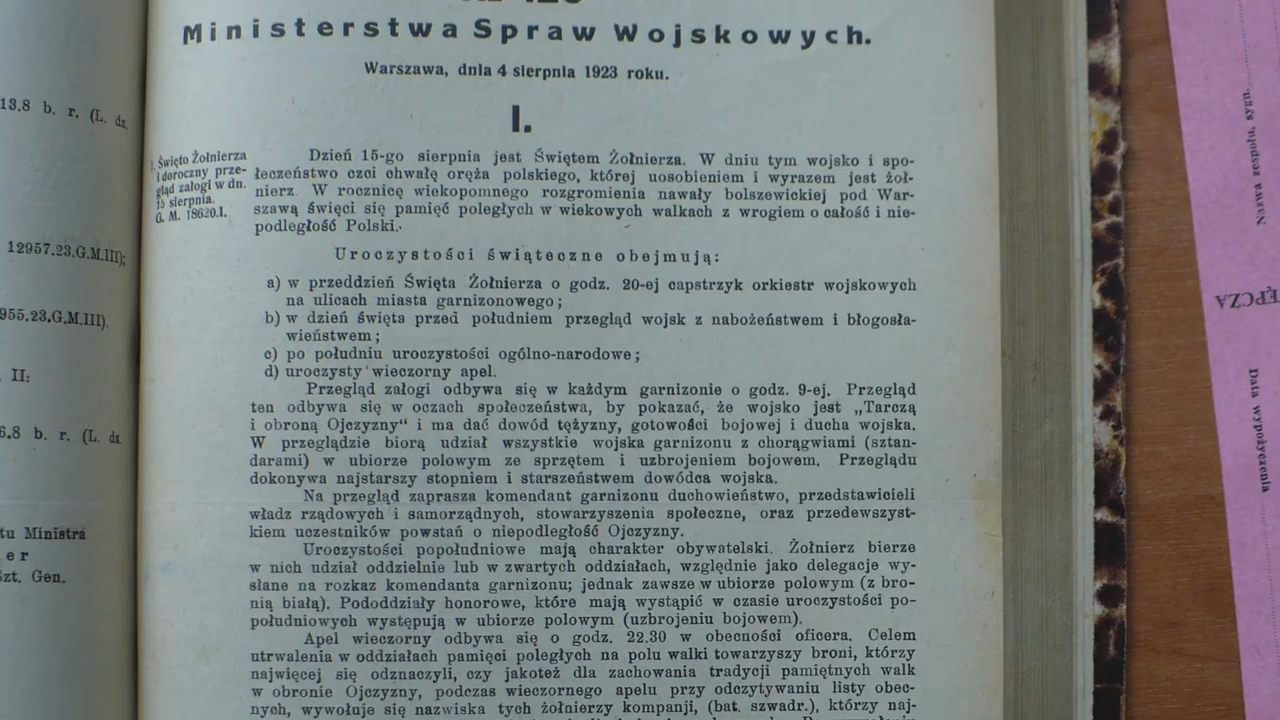 Ministerstwa Spraw Wojskowych.
Warszawa, dnia 4 sierpnia 1923 roku.
I.
1. Święto Żołnierza
i doroczny prze-
gląd załogi w dn.
15 sierpnia.
G. M. 18620.I.
Dzień 15-go sierpnia jest Świętem Żołnierza. W dniu tym wojsko i spo-
łeczeństwo czci chwałę oręża polskiego, której uosobieniem i wyrazem jest żoł-
nierz. W rocznicę wiekopomnego rozgromienia nawały bolszewickiej pod War-
szawą święci się pamięć poległych w wiekowych walkach z wrogiem o całość i nie-
podległość Polski.
Uroczystości świąteczne obejmują:
a) w przeddzień Święta Żołnierza o godz. 20-ej capstrzyk orkiestr wojskowych
na ulicach miasta garnizonowego;
b) w dzień święta przed południem przegląd wojsk z nabożeństwem i błogosła-
wieństwem;
c) po południu uroczystości ogólno-narodowe;
d) uroczysty wieczorny apel.
Przegląd załogi odbywa się w każdym garnizonie o godz. 9-ej. Przegląd
ten odbywa się w oczach społeczeństwa, by pokazać, że wojsko jest „Tarczą
i obroną Ojczyzny“ i ma dać dowód tężyzny, gotowości bojowej i ducha wojska.
W przeglądzie biorą udział wszystkie wojska garnizonu z chorągwiami (sztan-
darami) w ubiorze polowym ze sprzętem i uzbrojeniem bojowem. Przeglądu
dokonywa najstarszy stopniem i starszeństwem dowódca wojska.
Na przegląd zaprasza komendant garnizonu duchowieństwo, przedstawicieli
władz rządowych i samorządnych, stowarzyszenia społeczne, oraz przedewszyst-
kiem uczestników powstań o niepodległość Ojczyzny.
Uroczystości popołudniowe mają charakter obywatelski. Żołnierz bierze
w nich udział oddzielnie lub w zwartych oddziałach, względnie jako delegacje wy-
słane na rozkaz komendanta garnizonu; jednak zawsze w ubiorze polowym (z bro-
nią białą). Pododdziały honorowe, które mają wystąpić w czasie uroczystości po-
południowych występują w ubiorze polowym (uzbrojeniu bojowem).
Apel wieczorny odbywa się o godz. 22.30 w obecności oficera. Celem
utrwalenia w oddziałach pamięci poległych na polu walki towarzyszy broni, którzy
najwięcej się odznaczyli, czy jakoteż dla zachowania tradycji pamiętnych walk
w obronie Ojczyzny, podczas wieczornego apelu przy odczytywaniu listy obec-
nych, wywołuje się nazwiska tych żołnierzy kompanji, (bat. szwadr.), którzy naj-
13.8 b. r. (L. dz.
12957.23.G.M.III);
955.23.G.M.III).
II:
6.8 b. r. (L. dz.
tu Ministra
er
Szt. Gen.
Nazwa zespołu, sygn.
ĘPCZA
Data wypożyczenia